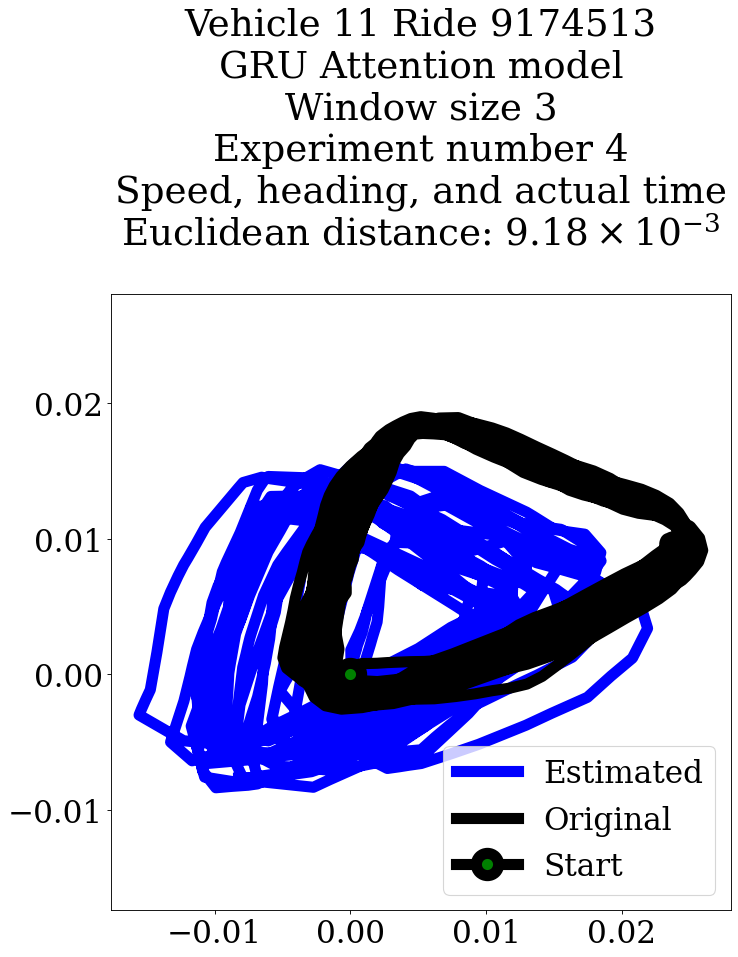 Vehicle 11 Ride 9174513
GRU Attention model
Window size 3
Experiment number 4
Speed, heading, and actual time
Euclidean distance: 9.18 × 10⁻³
0.02
0.01
0.00
−0.01
Estimated
Original
Start
−0.01 0.00 0.01 0.02